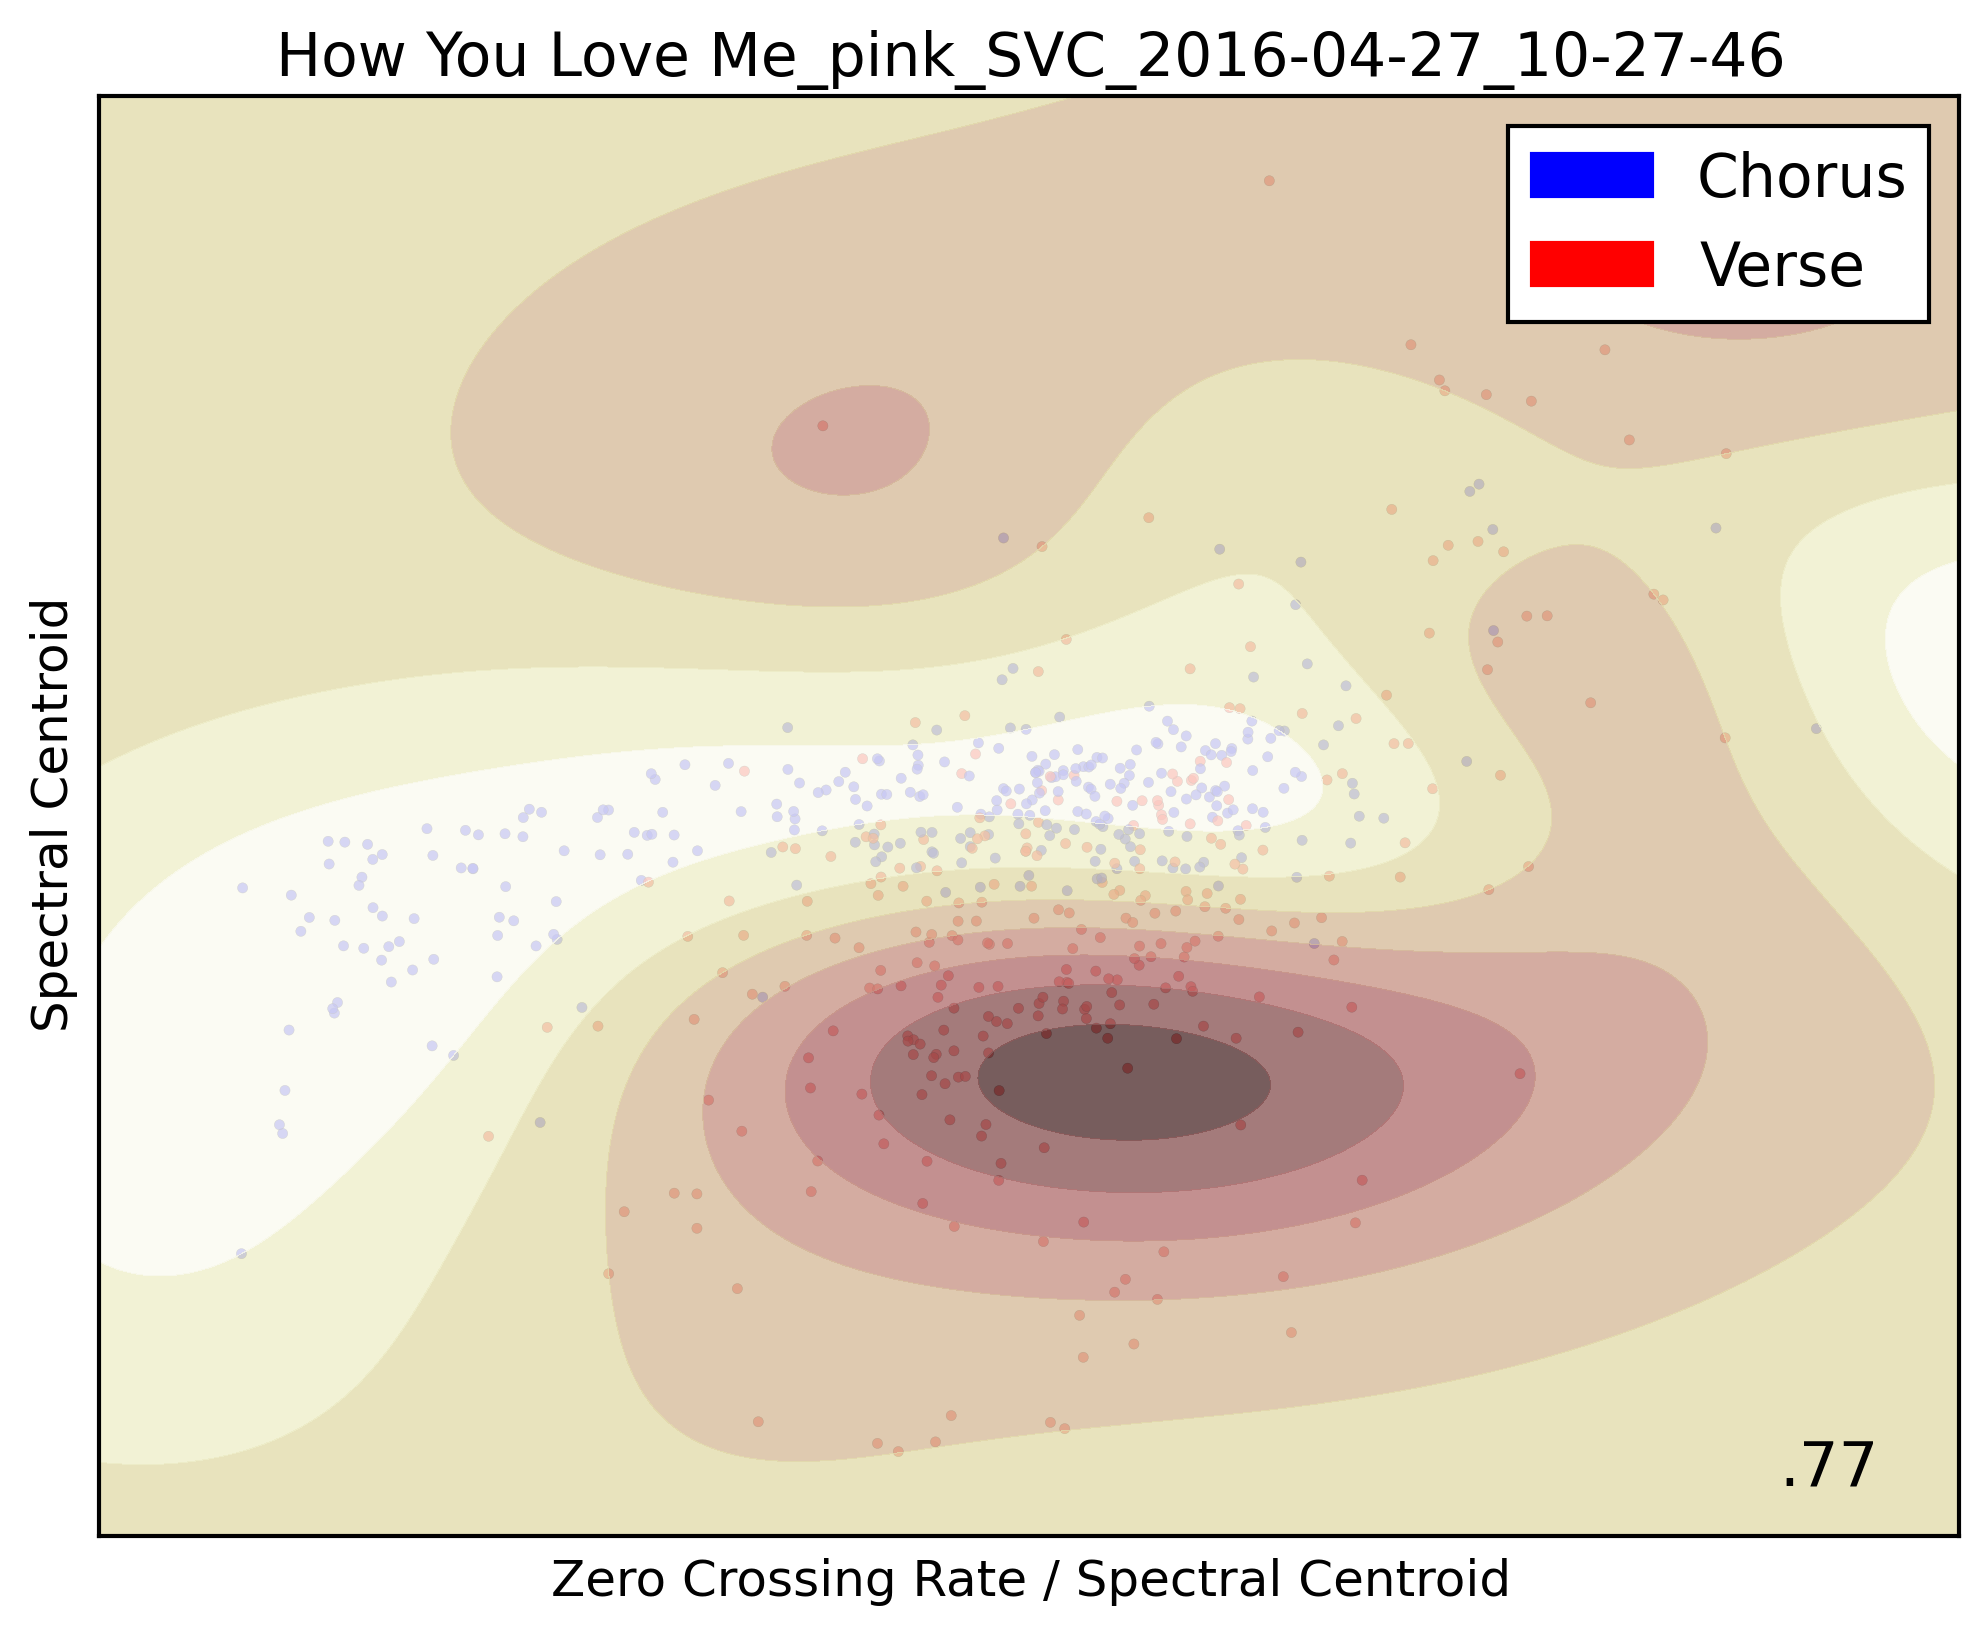 How You Love Me_pink_SVC_2016-04-27_10-27-46
Chorus
Verse
Spectral Centroid
.77
Zero Crossing Rate / Spectral Centroid